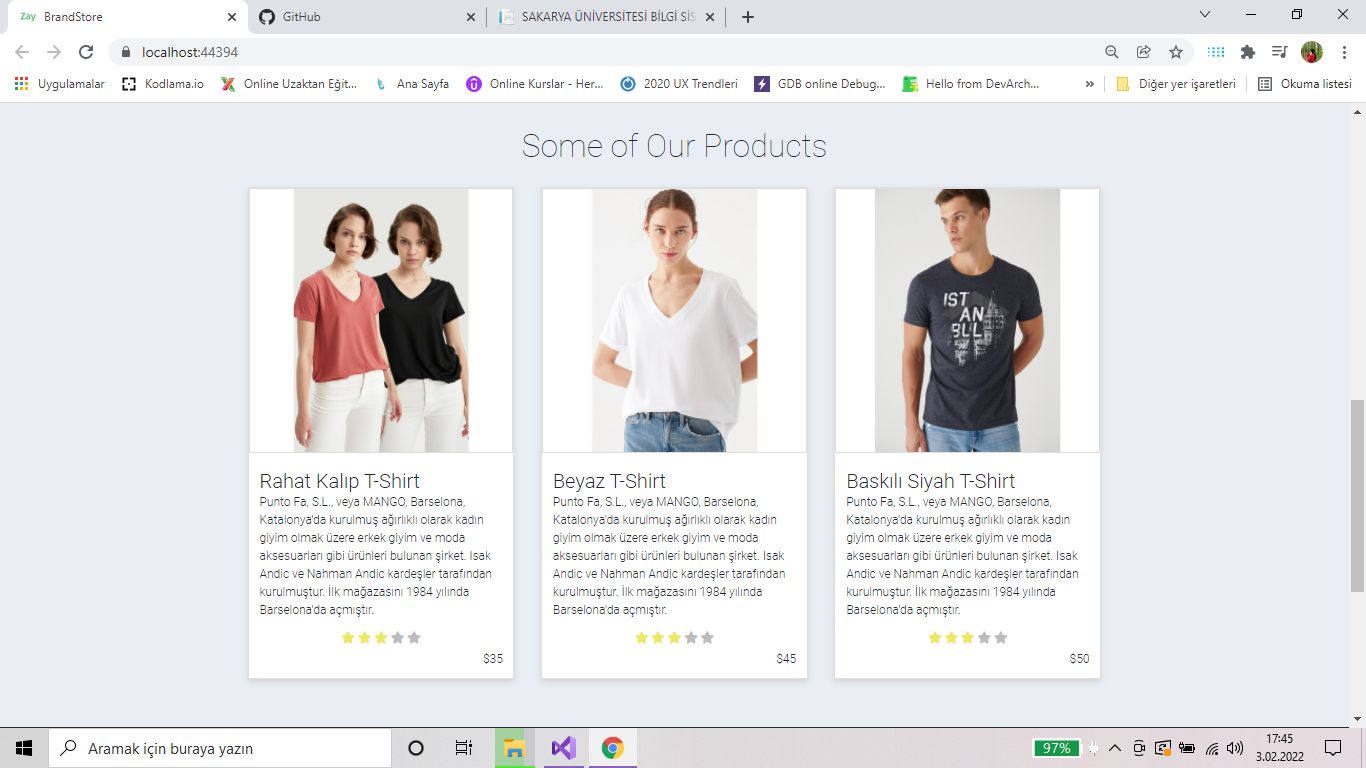 Zay BrandStore
GitHub
SAKARYA ÜNİVERSİTESİ BİLGİ SİS
localhost:44394
Uygulamalar
Kodlama.io
Online Uzaktan Eğit...
Ana Sayfa
Online Kurslar - Her...
2020 UX Trendleri
GDB online Debug...
Hello from DevArch...
»
Diğer yer işaretleri
Okuma listesi
Some of Our Products
IST
AN
BUL
Rahat Kalıp T-Shirt
Punto Fa, S.L., veya MANGO, Barselona,
Katalonya'da kurulmuş ağırlıklı olarak kadın
giyim olmak üzere erkek giyim ve moda
aksesuarları gibi ürünleri bulunan şirket. Isak
Andic ve Nahman Andic kardeşler tarafından
kurulmuştur. İlk mağazasını 1984 yılında
Barselona'da açmıştır.
$35
Beyaz T-Shirt
Punto Fa, S.L., veya MANGO, Barselona,
Katalonya'da kurulmuş ağırlıklı olarak kadın
giyim olmak üzere erkek giyim ve moda
aksesuarları gibi ürünleri bulunan şirket. Isak
Andic ve Nahman Andic kardeşler tarafından
kurulmuştur. İlk mağazasını 1984 yılında
Barselona'da açmıştır.
$45
Baskılı Siyah T-Shirt
Punto Fa, S.L., veya MANGO, Barselona,
Katalonya'da kurulmuş ağırlıklı olarak kadın
giyim olmak üzere erkek giyim ve moda
aksesuarları gibi ürünleri bulunan şirket. Isak
Andic ve Nahman Andic kardeşler tarafından
kurulmuştur. İlk mağazasını 1984 yılında
Barselona'da açmıştır.
$50
Aramak için buraya yazın
97%
17:45
3.02.2022